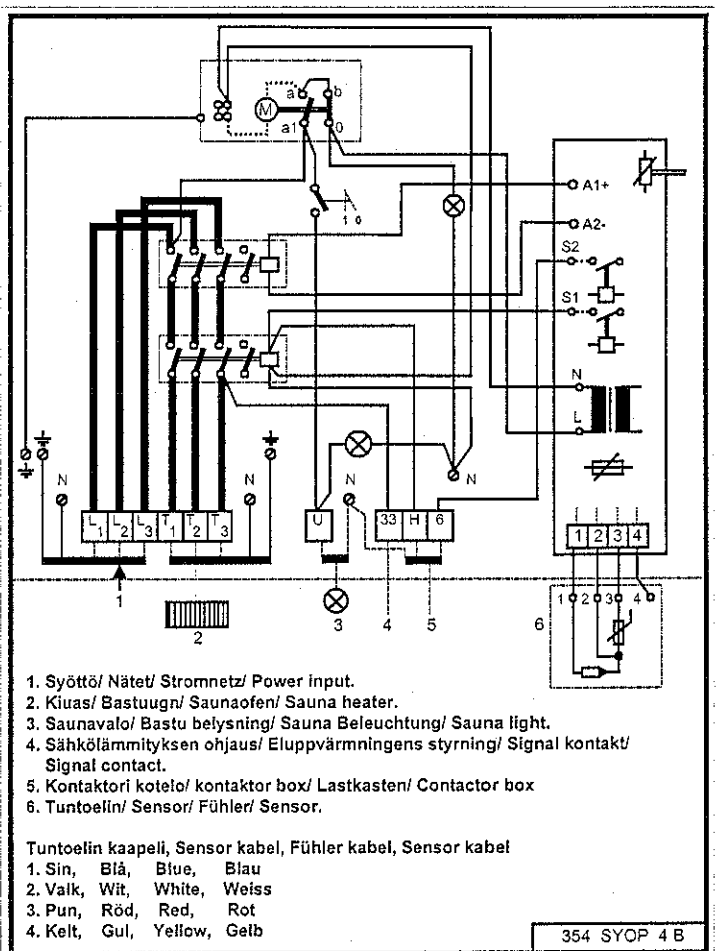 a b
M
a1 0
1 0
A1+
A2-
S2
S1
N
L
N N N N
L1 L2 L3 T1 T2 T3 U 33 H 6
1 2 3 4
1 2 3 4
1 2 3 4 5 6
1. Syöttö/ Nätet/ Stromnetz/ Power input.
2. Kiuas/ Bastuugn/ Saunaofen/ Sauna heater.
3. Saunavalo/ Bastu belysning/ Sauna Beleuchtung/ Sauna light.
4. Sähkölämmityksen ohjaus/ Eluppvärmningens styrning/ Signal kontakt/
Signal contact.
5. Kontaktori kotelo/ kontaktor box/ Lastkasten/ Contactor box
6. Tuntoelin/ Sensor/ Fühler/ Sensor.
Tuntoelin kaapeli, Sensor kabel, Fühler kabel, Sensor kabel
1. Sin, Blå, Blue, Blau
2. Valk, Wit, White, Weiss
3. Pun, Röd, Red, Rot
4. Kelt, Gul, Yellow, Gelb
354 SYOP 4 B